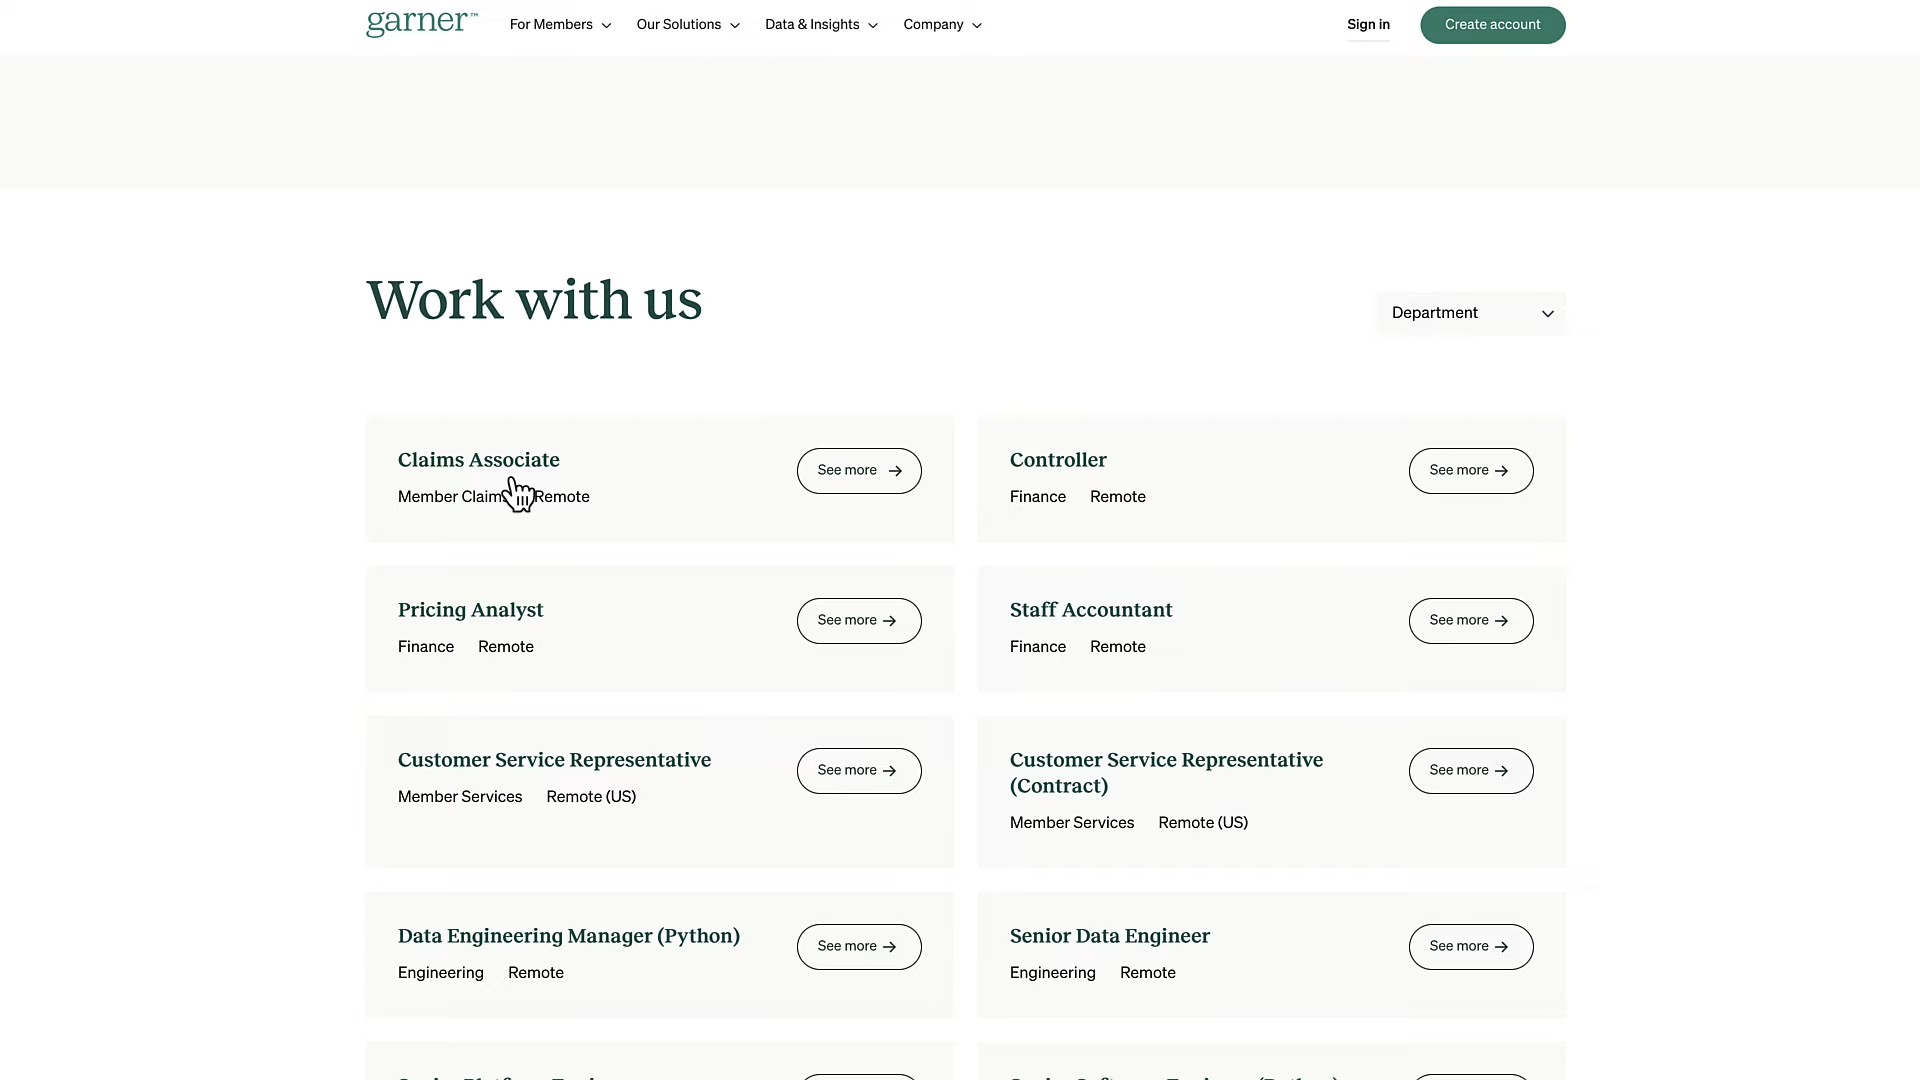 garner™
For Members
Our Solutions
Data & Insights
Company
Sign in
Create account
Work with us
Department
Claims Associate
See more
Member Remote
Controller
See more
Finance Remote
Pricing Analyst
See more
Finance Remote
Staff Accountant
See more
Finance Remote
Customer Service Representative
See more
Member Services Remote (US)
Customer Service Representative
(Contract)
See more
Member Services Remote (US)
Data Engineering Manager (Python)
See more
Engineering Remote
Senior Data Engineer
See more
Engineering Remote